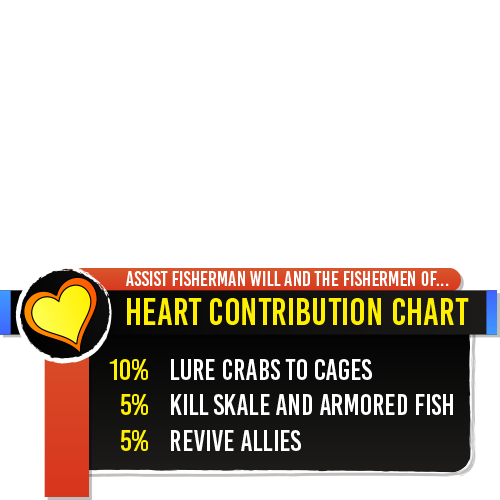 ASSIST FISHERMAN WILL AND THE FISHERMEN OF...
HEART CONTRIBUTION CHART
10% LURE CRABS TO CAGES
5% KILL SKALE AND ARMORED FISH
5% REVIVE ALLIES